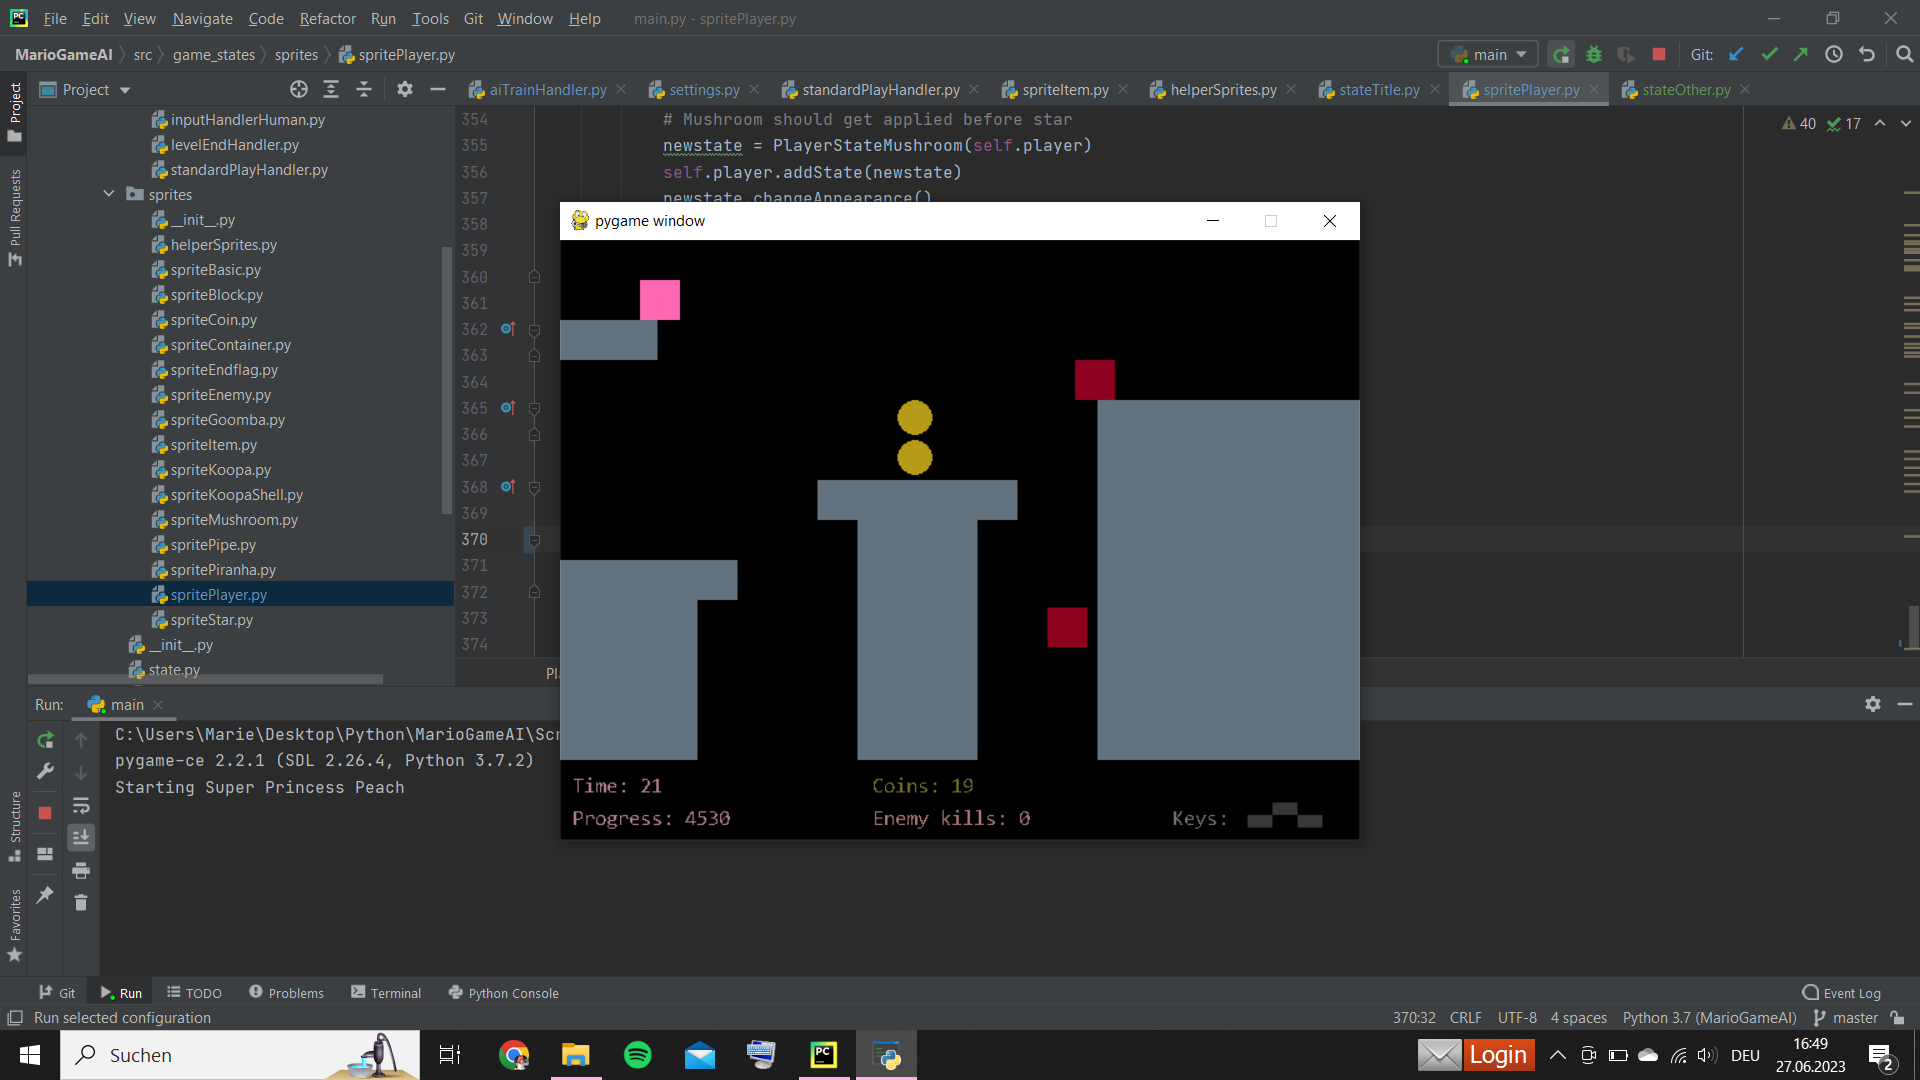 File Edit View Navigate Code Refactor Run Tools Git Window Help main.py - spritePlayer.py
MarioGameAI src game_states sprites spritePlayer.py
main Git:
Project
aiTrainHandler.py settings.py standardPlayHandler.py spriteItem.py helperSprites.py stateTitle.py spritePlayer.py stateOther.py
Project
Pull Requests
Structure
Favorites
inputHandlerHuman.py
levelEndHandler.py
standardPlayHandler.py
sprites
__init__.py
helperSprites.py
spriteBasic.py
spriteBlock.py
spriteCoin.py
spriteContainer.py
spriteEndflag.py
spriteEnemy.py
spriteGoomba.py
spriteItem.py
spriteKoopa.py
spriteKoopaShell.py
spriteMushroom.py
spritePipe.py
spritePiranha.py
spritePlayer.py
spriteStar.py
__init__.py
state.py
354 # Mushroom should get applied before star
355 newstate = PlayerStateMushroom(self.player)
356 self.player.addState(newstate)
357 newstate.changeAppearance()
358
359
360
361
362
363
364
365
366
367
368
369
370
371
372
373
374
40 17
Pl
pygame window
Time: 21 Coins: 19
Progress: 4530 Enemy kills: 0 Keys:
Run: main
C:\Users\Marie\Desktop\Python\MarioGameAI\Scr
pygame-ce 2.2.1 (SDL 2.26.4, Python 3.7.2)
Starting Super Princess Peach
Git Run TODO Problems Terminal Python Console Event Log
Run selected configuration 370:32 CRLF UTF-8 4 spaces Python 3.7 (MarioGameAI) master
Suchen
PC
Login
DEU
16:49
27.06.2023
2